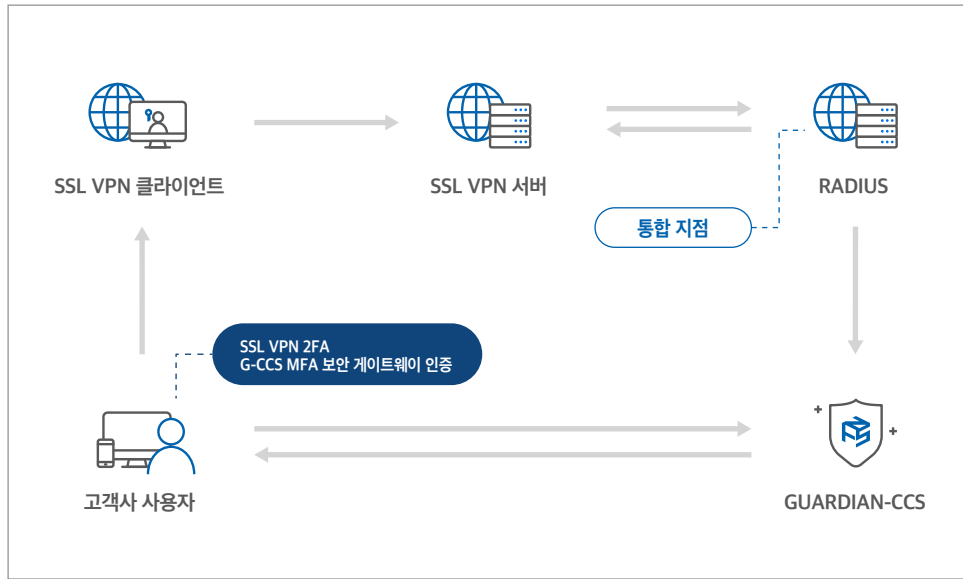 SSL VPN 클라이언트
SSL VPN 서버
RADIUS
통합 지점
SSL VPN 2FA
G-CCS MFA 보안 게이트웨이 인증
고객사 사용자
GUARDIAN-CCS